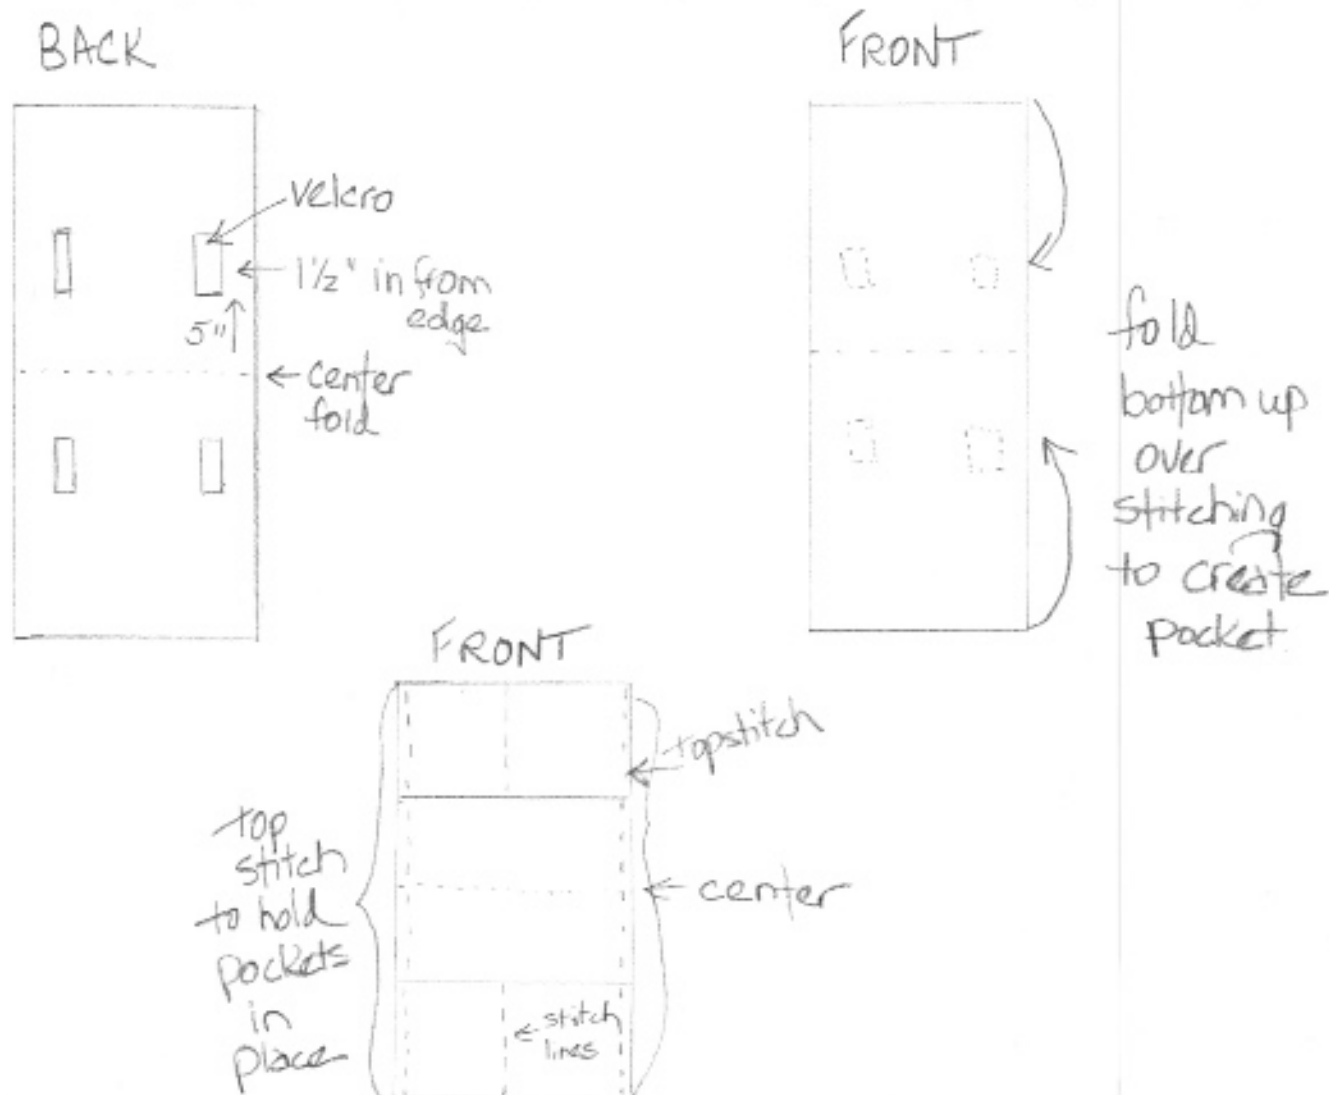 BACK
velcro
1½" in from
edge
5"
center
fold
FRONT
fold
bottom up
over
stitching
to create
pocket
FRONT
topstitch
top
stitch
to hold
pockets
in
place
center
stitch
lines